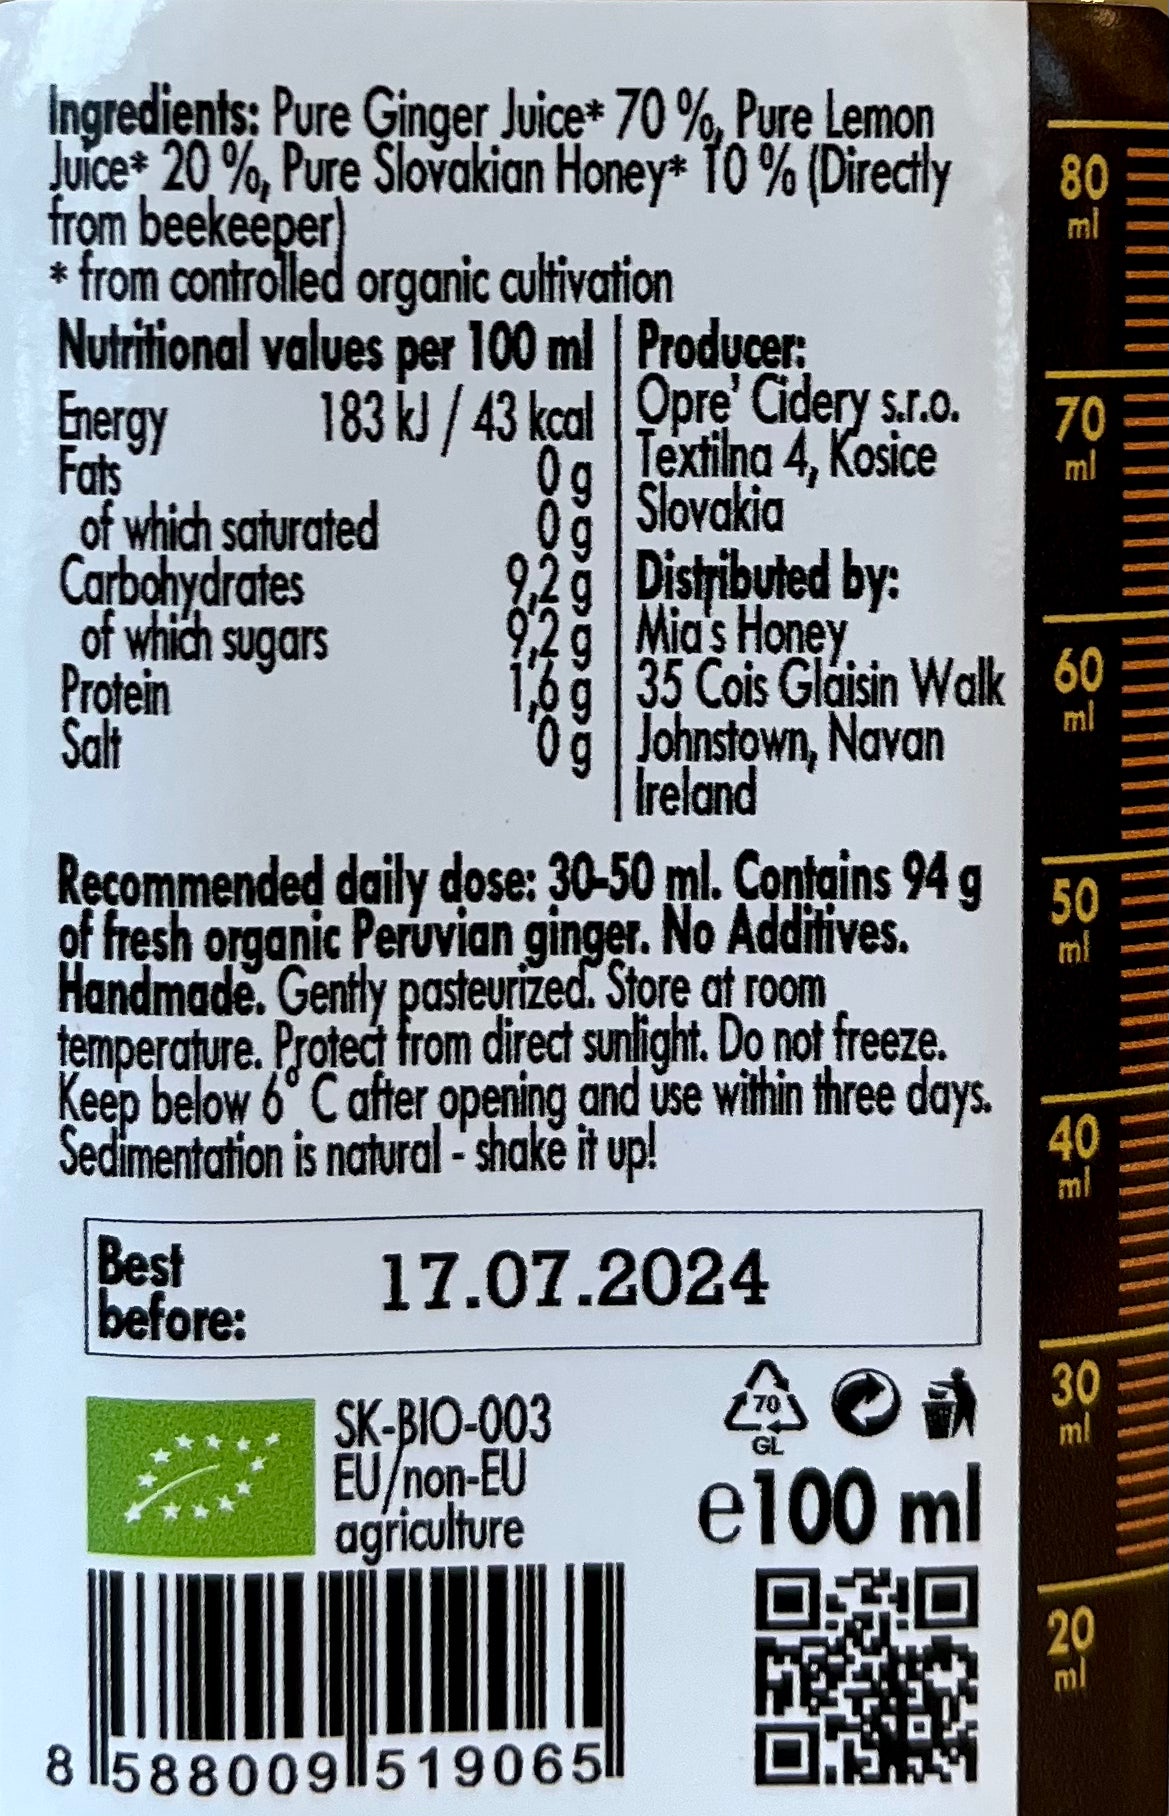 Ingredients: Pure Ginger Juice* 70 %, Pure Lemon
Juice* 20 %, Pure Slovakian Honey* 10 % (Directly
from beekeeper)
* from controlled organic cultivation
Nutritional values per 100 ml
Energy 183 kJ / 43 kcal
Fats 0 g
of which saturated 0 g
Carbohydrates 9,2 g
of which sugars 9,2 g
Protein 1,6 g
Salt 0 g
Producer:
Opre' Cidery s.r.o.
Textilna 4, Kosice
Slovakia
Distributed by:
Mia's Honey
35 Cois Glaisin Walk
Johnstown, Navan
Ireland
Recommended daily dose: 30-50 ml. Contains 94 g
of fresh organic Peruvian ginger. No Additives.
Handmade. Gently pasteurized. Store at room
temperature. Protect from direct sunlight. Do not freeze.
Keep below 6° C after opening and use within three days.
Sedimentation is natural - shake it up!
Best
before:
17.07.2024
SK-BIO-003
EU/non-EU
agriculture
70
GL
e100 ml
8 588009 519065
80
ml
70
ml
60
ml
50
ml
40
ml
30
ml
20
ml